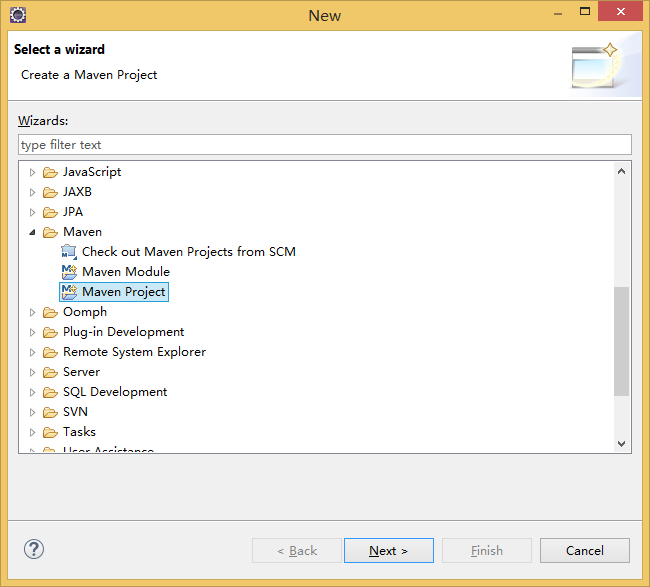 New
Select a wizard
Create a Maven Project
Wizards:
type filter text
JavaScript
JAXB
JPA
Maven
Check out Maven Projects from SCM
Maven Module
Maven Project
Oomph
Plug-in Development
Remote System Explorer
Server
SQL Development
SVN
Tasks
User Assistance
< Back
Next >
Finish
Cancel